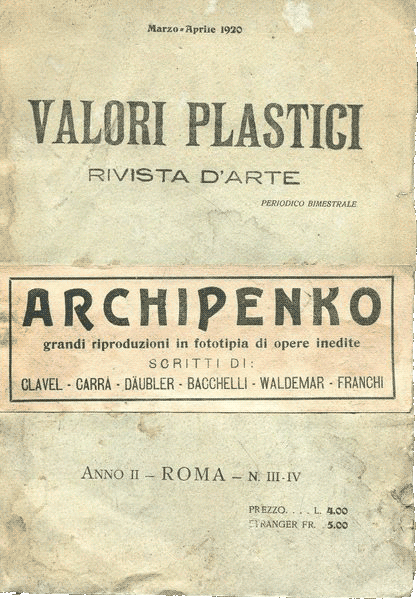 Marzo-Aprile 1920
VALORI PLASTICI
RIVISTA D'ARTE
PERIODICO BIMESTRALE
ARCHIPENKO
grandi riproduzioni in fototipia di opere inedite
SCRITTI DI:
CLAVEL - CARRÀ - DÄUBLER - BACCHELLI - WALDEMAR - FRANCHI
ANNO II - ROMA - N. III-IV
PREZZO. . . . L. 4.00
ETRANGER FR. . 5.00